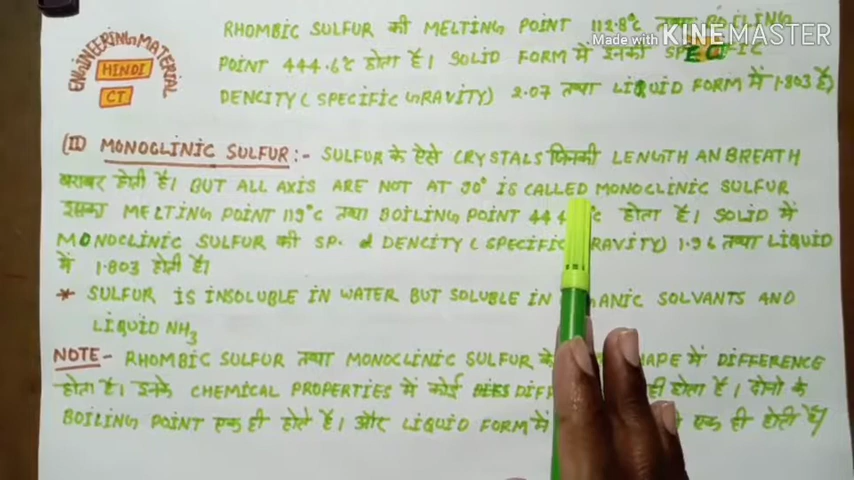 Made with KINEMASTER
ENGINEERING MATERIAL
HINDI
CT
RHOMBIC SULFUR की MELTING POINT 112.8°C तथा BOILING
POINT 444.6°C होता है। SOLID FORM में इनका
DENCITY (SPECIFIC GRAVITY) 2.07 तथा LIQUID FORM में 1.803 है)
(II) MONOCLINIC SULFUR:- SULFUR के ऐसे CRYSTALS जिनकी LENGTH AN BREATH
बराबर होती है। BUT ALL AXIS ARE NOT AT 90° IS CALLED MONOCLINIC SULFUR
इसका MELTING POINT 119°C तथा BOILING POINT 444 °C होता है। SOLID में
MONOCLINIC SULFUR की SP. DENCITY (SPECIFIC GRAVITY) 1.96 तथा LIQUID
में 1.803 होती है।
* SULFUR IS INSOLUBLE IN WATER BUT SOLUBLE IN SOLVANTS AND
LIQUID NH3
NOTE- RHOMBIC SULFUR तथा MONOCLINIC SULFUR में DIFFERENCE
होता है। इनके CHEMICAL PROPERTIES में कोई होता है। दोनो के
BOILING POINT एक ही होते है। और LIQUID FORM में एक ही होती है।